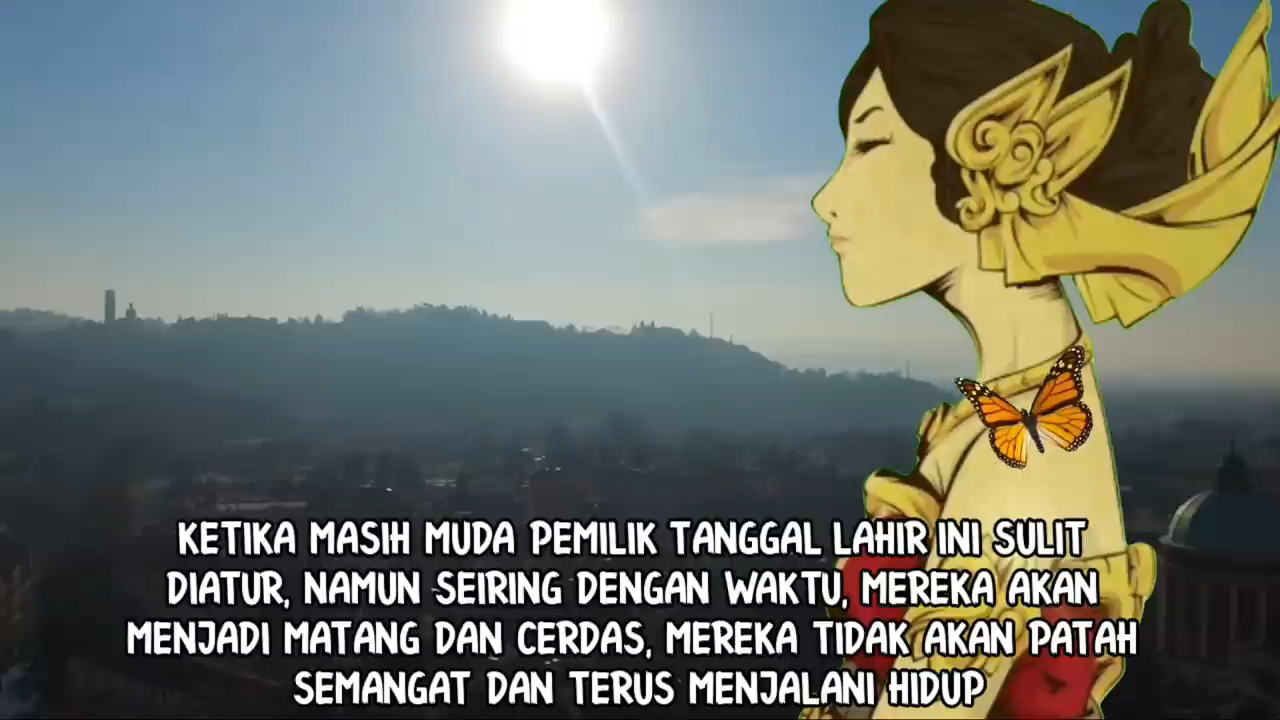 KETIKA MASIH MUDA PEMILIK TANGGAL LAHIR INI SULIT
DIATUR, NAMUN SEIRING DENGAN WAKTU, MEREKA AKAN
MENJADI MATANG DAN CERDAS, MEREKA TIDAK AKAN PATAH
SEMANGAT DAN TERUS MENJALANI HIDUP